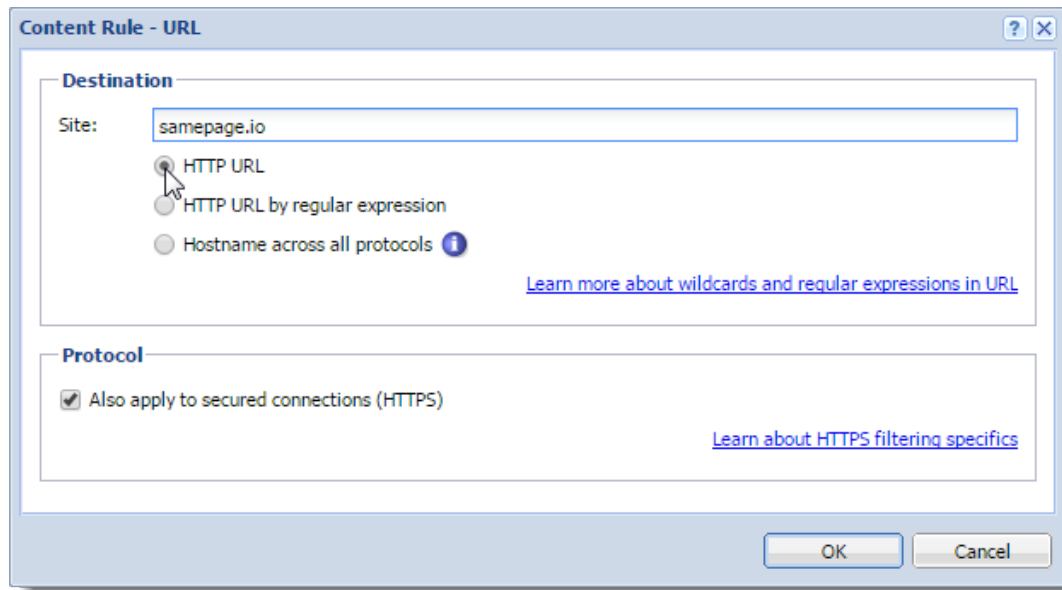 Content Rule - URL
Destination
Site: samepage.io
HTTP URL
HTTP URL by regular expression
Hostname across all protocols
Learn more about wildcards and regular expressions in URL
Protocol
Also apply to secured connections (HTTPS)
Learn about HTTPS filtering specifics
OK Cancel